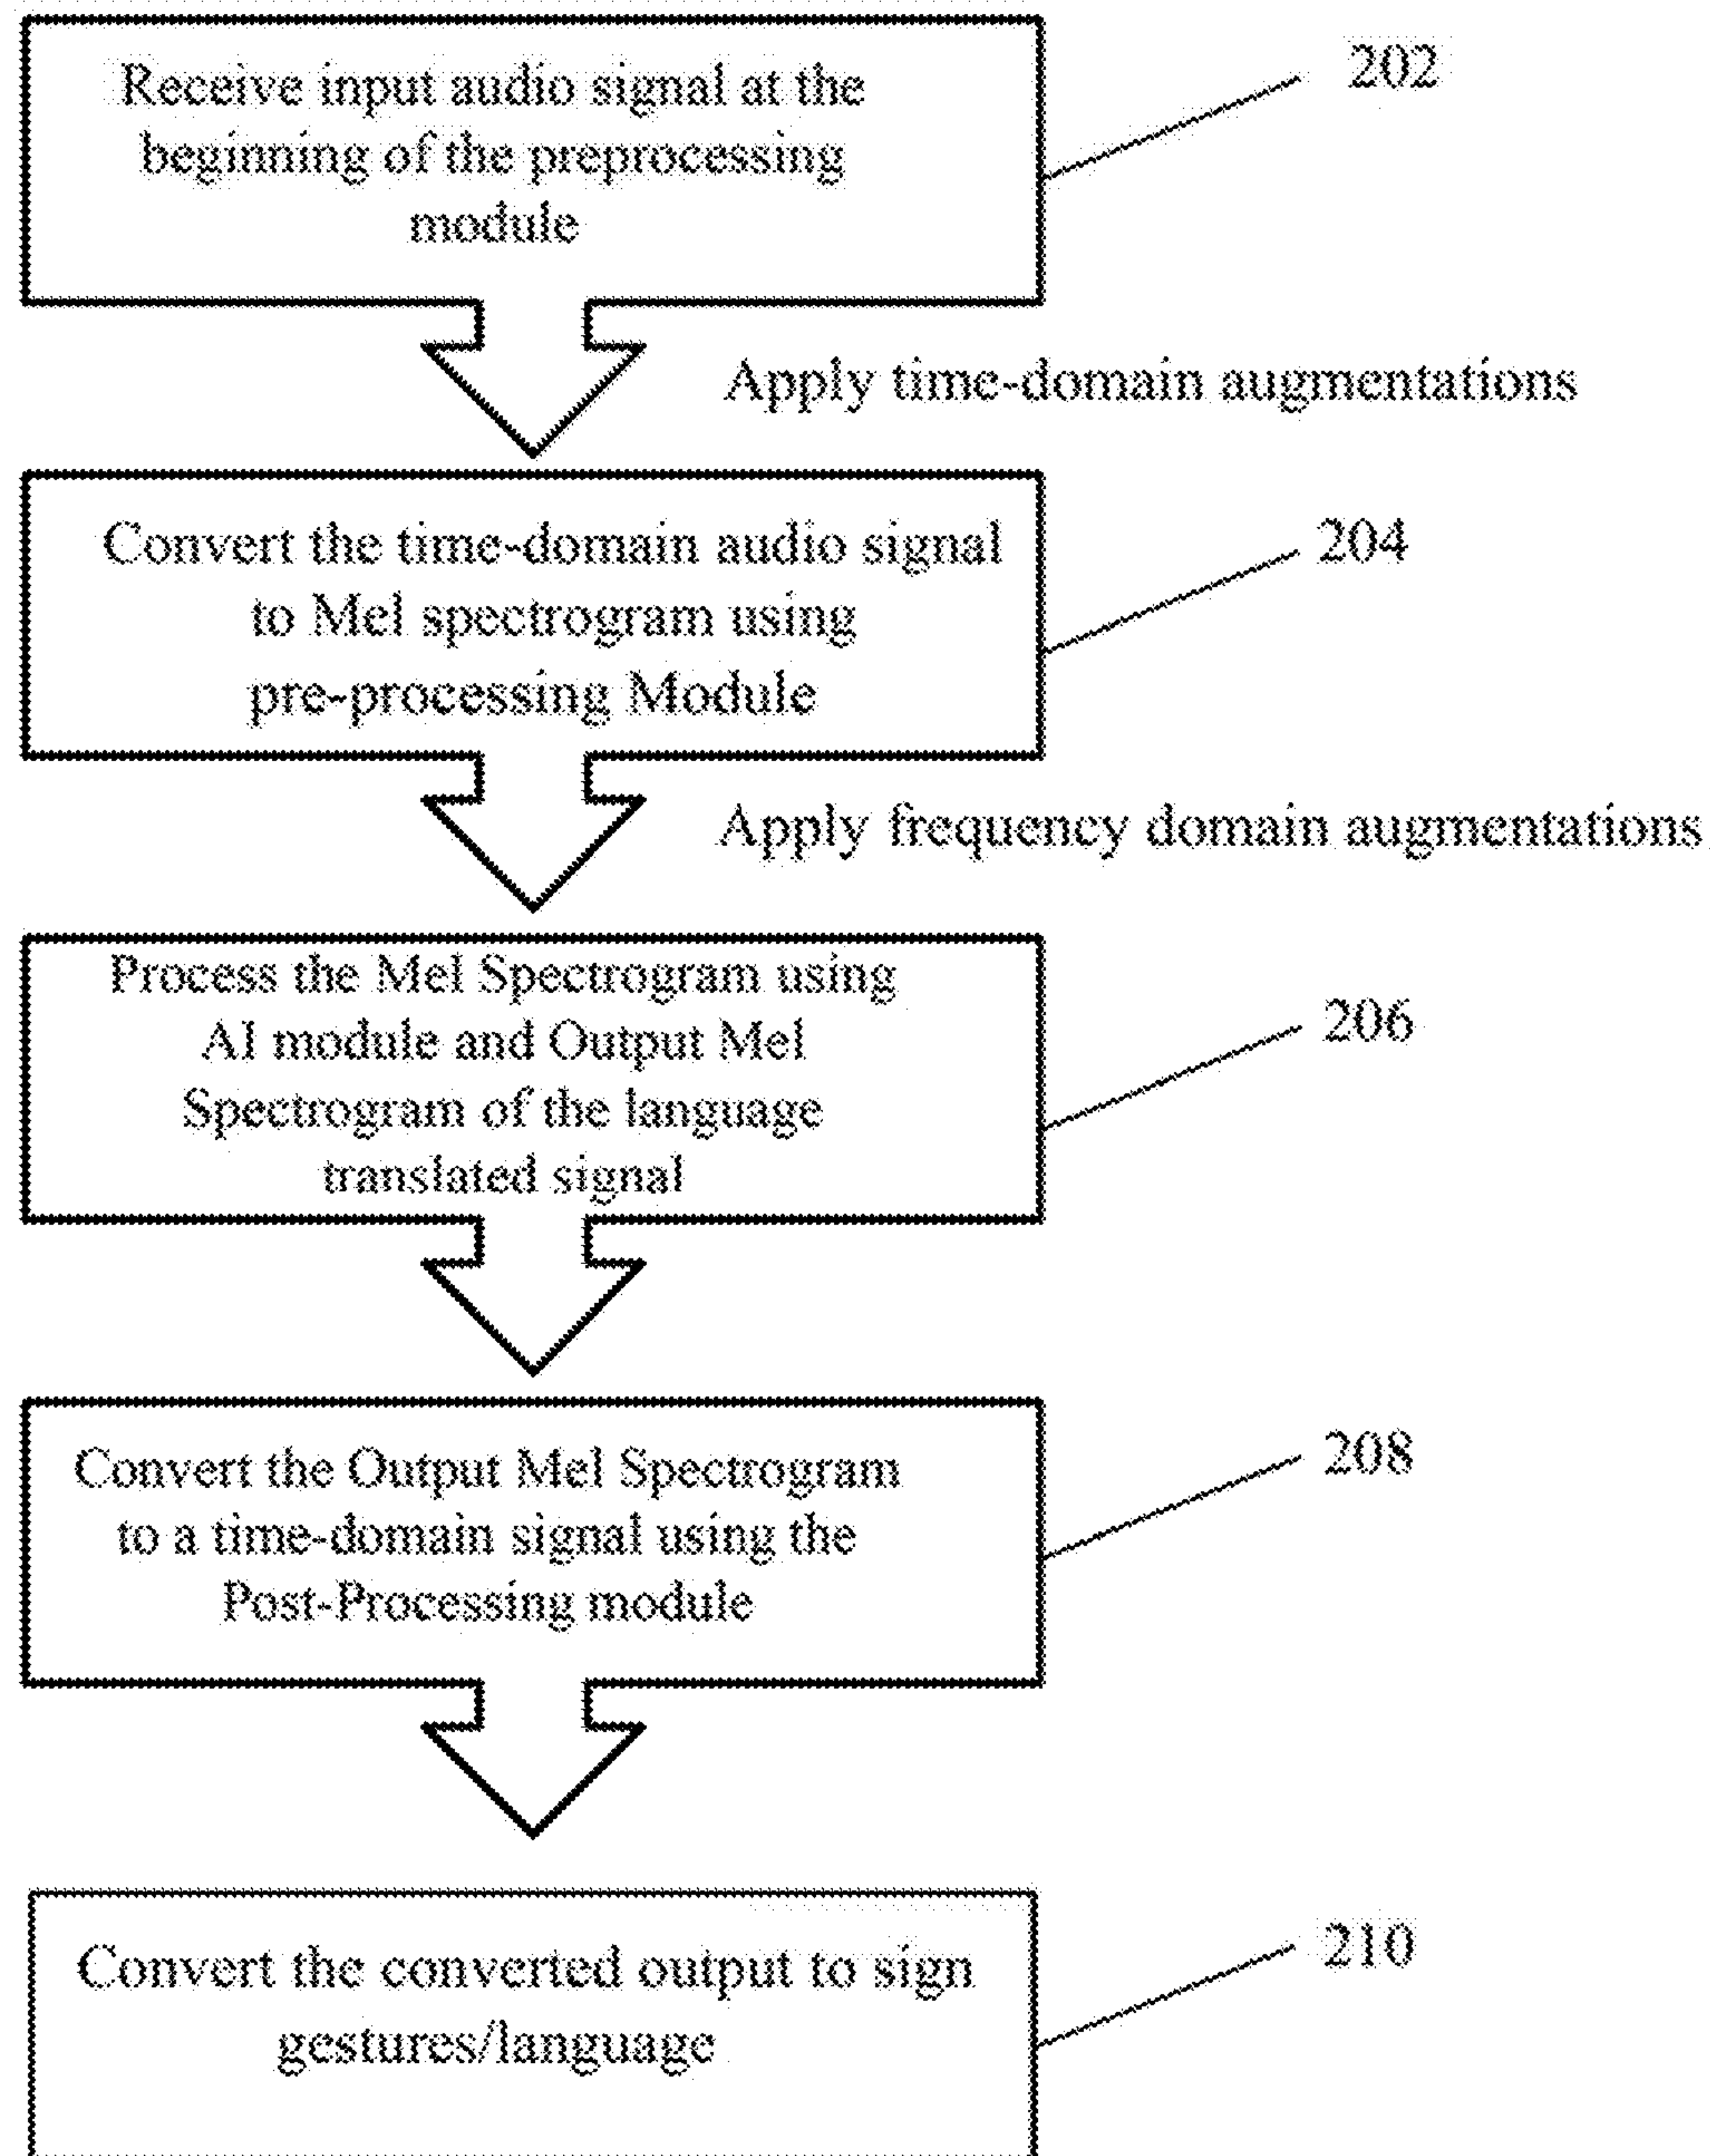 Receive input audio signal at the
beginning of the preprocessing
module
202
Apply time-domain augmentations
Convert the time-domain audio signal
to Mel spectrogram using
pre-processing Module
204
Apply frequency domain augmentations
Process the Mel Spectrogram using
AI module and Output Mel
Spectrogram of the language
translated signal
206
Convert the Output Mel Spectrogram
to a time-domain signal using the
Post-Processing module
208
Convert the converted output to sign
gestures/language
210